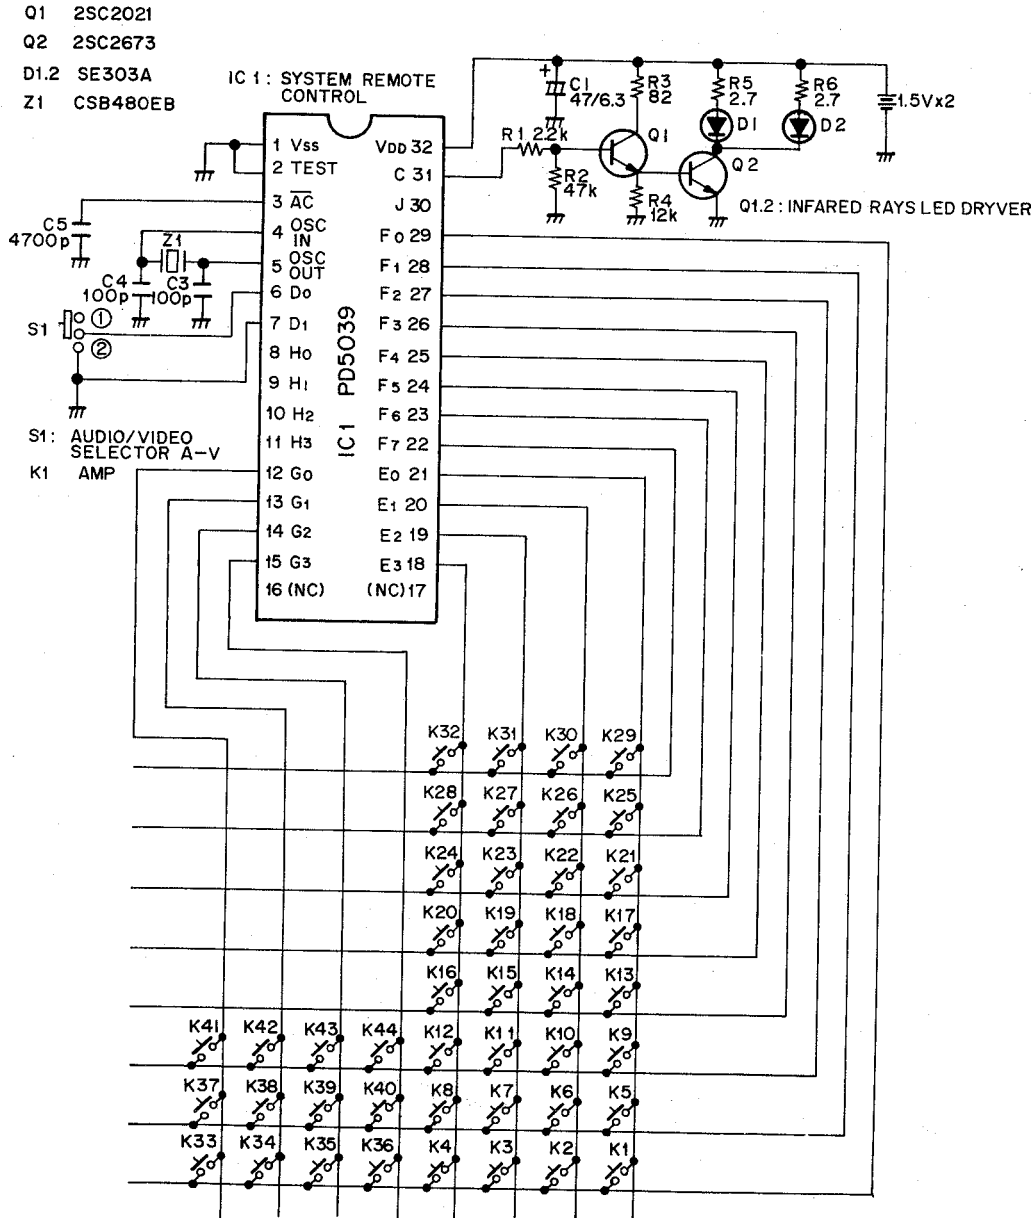 Q1 2SC2021
Q2 2SC2673
D1.2 SE303A
Z1 CSB480EB
IC1: SYSTEM REMOTE
CONTROL
C1
47/6.3
R3
82
R5
2.7
R6
2.7
1.5V×2
R1 2.2k
Q1
D1
D2
Q2
R2
47k
R4
12k
Q1.2: INFARED RAYS LED DRYVER
1 Vss
2 TEST
3 AC
4 OSC
IN
5 OSC
OUT
6 D0
7 D1
8 H0
9 H1
10 H2
11 H3
12 G0
13 G1
14 G2
15 G3
16 (NC)
IC1 PD5039
VDD 32
C 31
J 30
F0 29
F1 28
F2 27
F3 26
F4 25
F5 24
F6 23
F7 22
E0 21
E1 20
E2 19
E3 18
(NC) 17
C5
4700p
Z1
C4
100p
C3
100p
S1
①
②
S1: AUDIO/VIDEO
SELECTOR A-V
K1 AMP
K32 K31 K30 K29
K28 K27 K26 K25
K24 K23 K22 K21
K20 K19 K18 K17
K16 K15 K14 K13
K41 K42 K43 K44 K12 K11 K10 K9
K37 K38 K39 K40 K8 K7 K6 K5
K33 K34 K35 K36 K4 K3 K2 K1